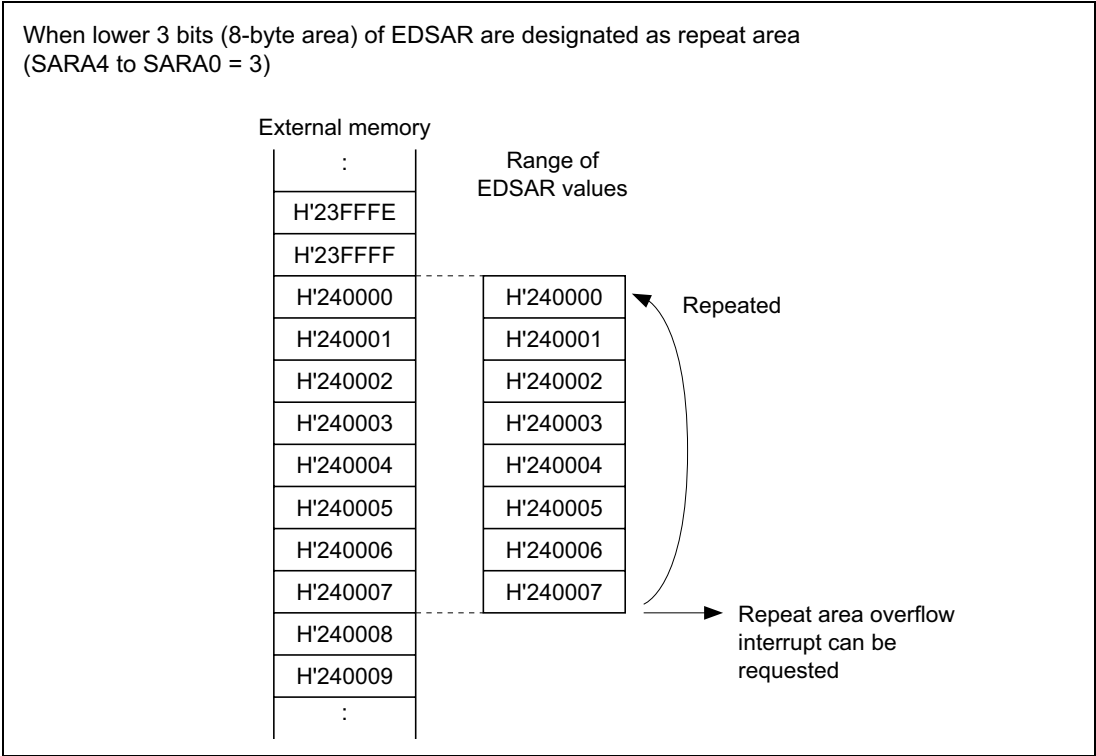 When lower 3 bits (8-byte area) of EDSAR are designated as repeat area
(SARA4 to SARA0 = 3)
External memory
:
H'23FFFE
H'23FFFF
H'240000
H'240001
H'240002
H'240003
H'240004
H'240005
H'240006
H'240007
H'240008
H'240009
:
Range of
EDSAR values
H'240000
H'240001
H'240002
H'240003
H'240004
H'240005
H'240006
H'240007
Repeated
Repeat area overflow
interrupt can be
requested